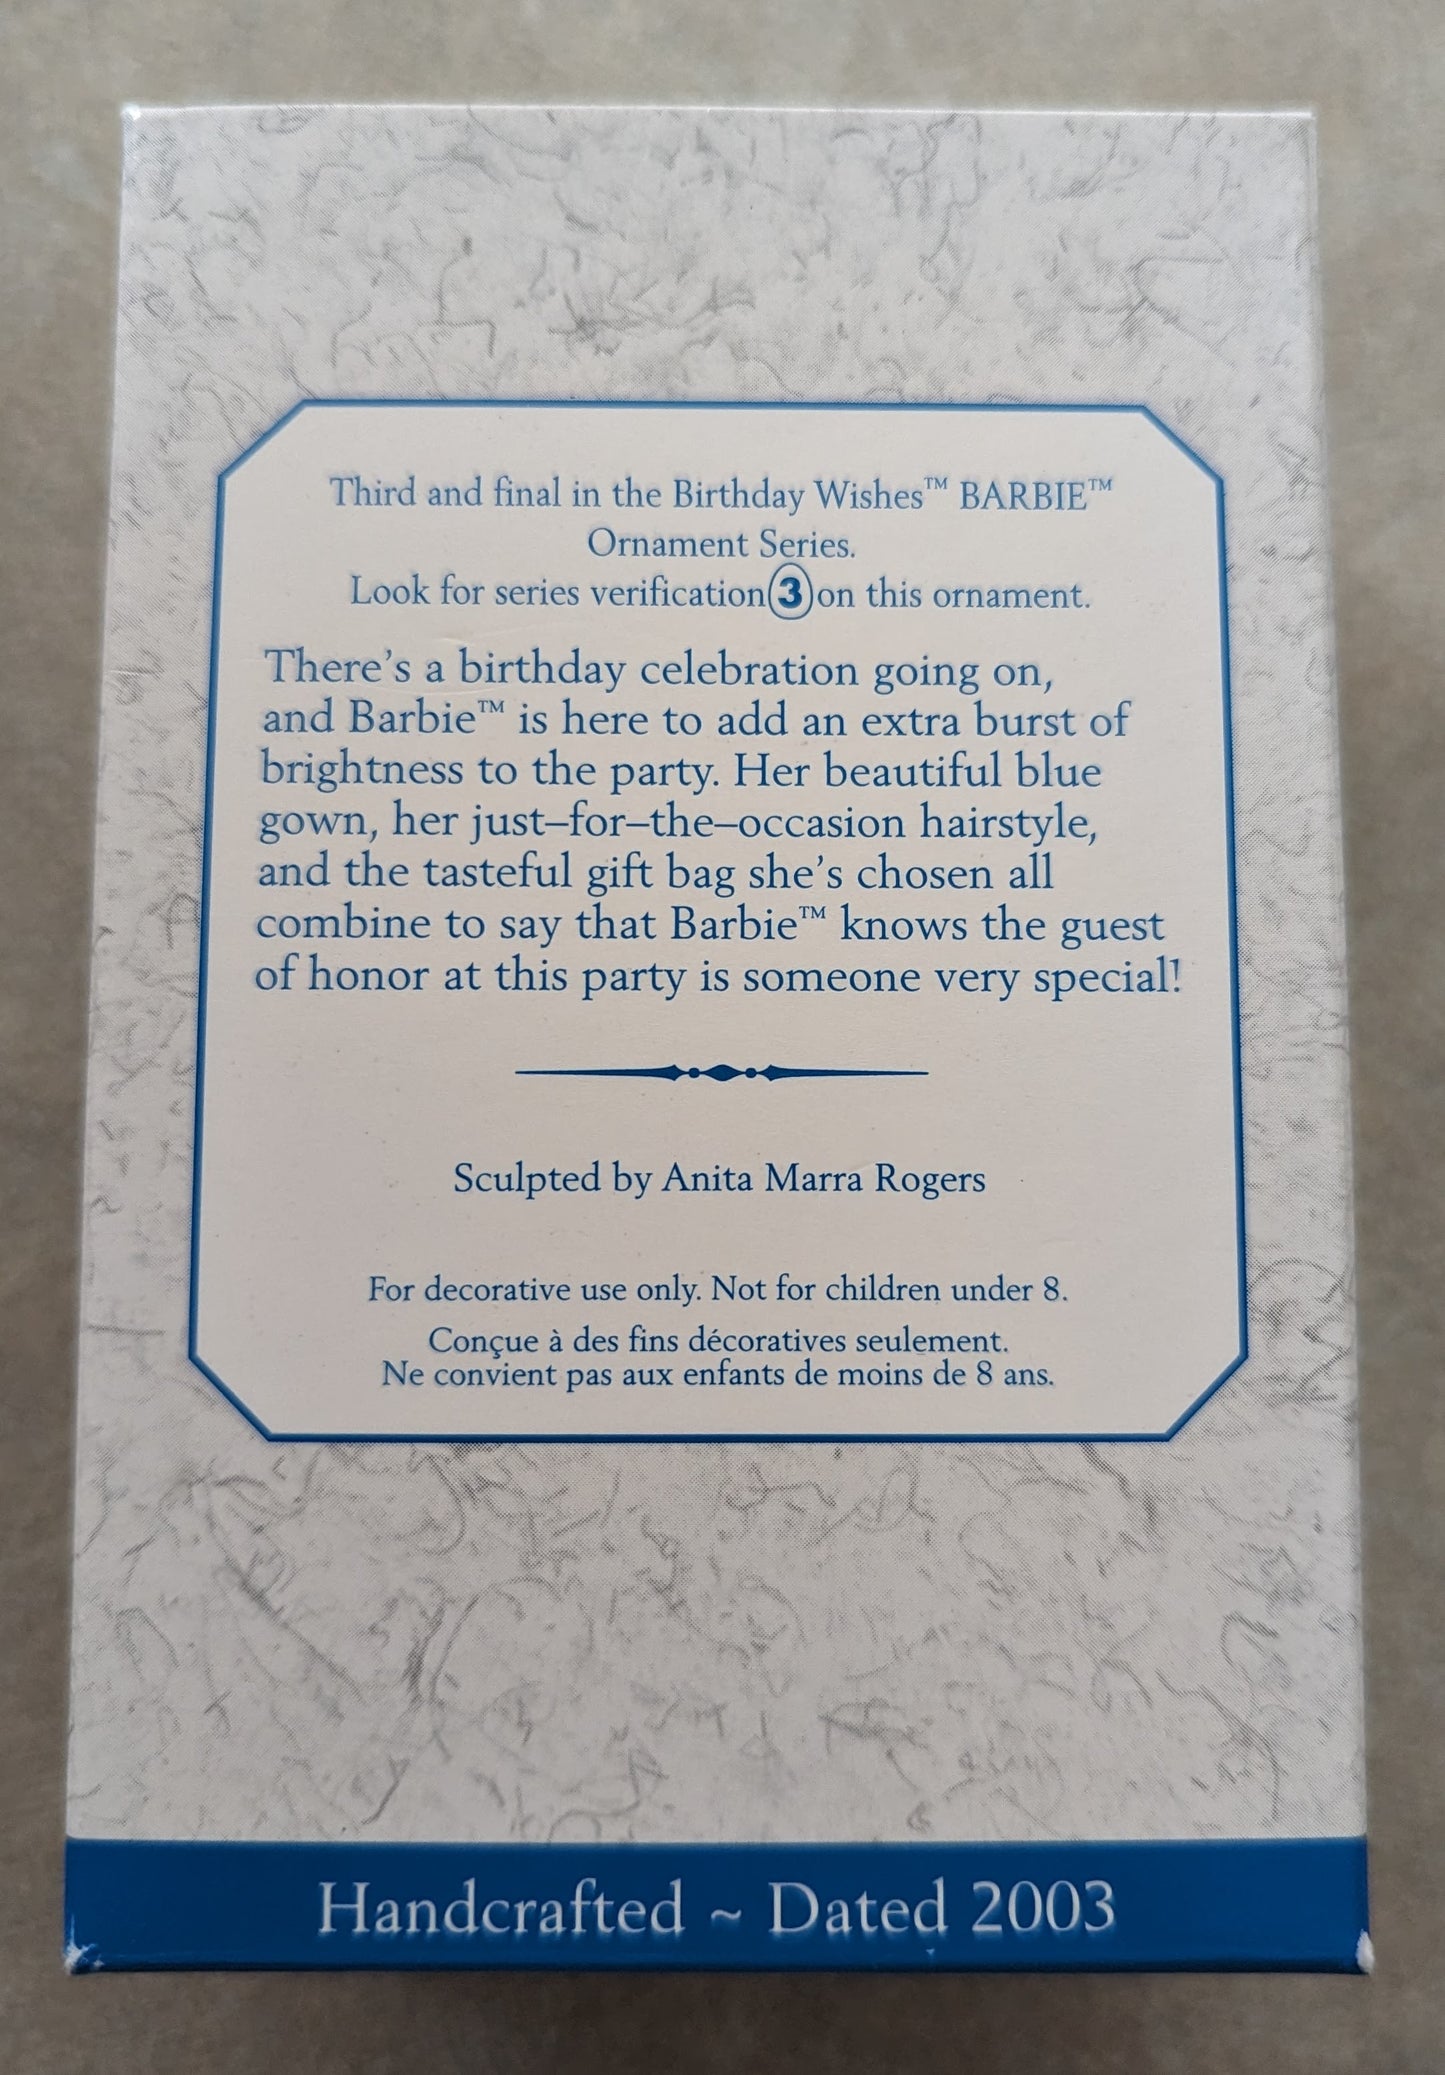 Third and final in the Birthday Wishes™ BARBIE™
Ornament Series.
Look for series verification 3 on this ornament.
There's a birthday celebration going on,
and Barbie™ is here to add an extra burst of
brightness to the party. Her beautiful blue
gown, her just–for–the–occasion hairstyle,
and the tasteful gift bag she's chosen all
combine to say that Barbie™ knows the guest
of honor at this party is someone very special!
Sculpted by Anita Marra Rogers
For decorative use only. Not for children under 8.
Conçue à des fins décoratives seulement.
Ne convient pas aux enfants de moins de 8 ans.
Handcrafted ~ Dated 2003